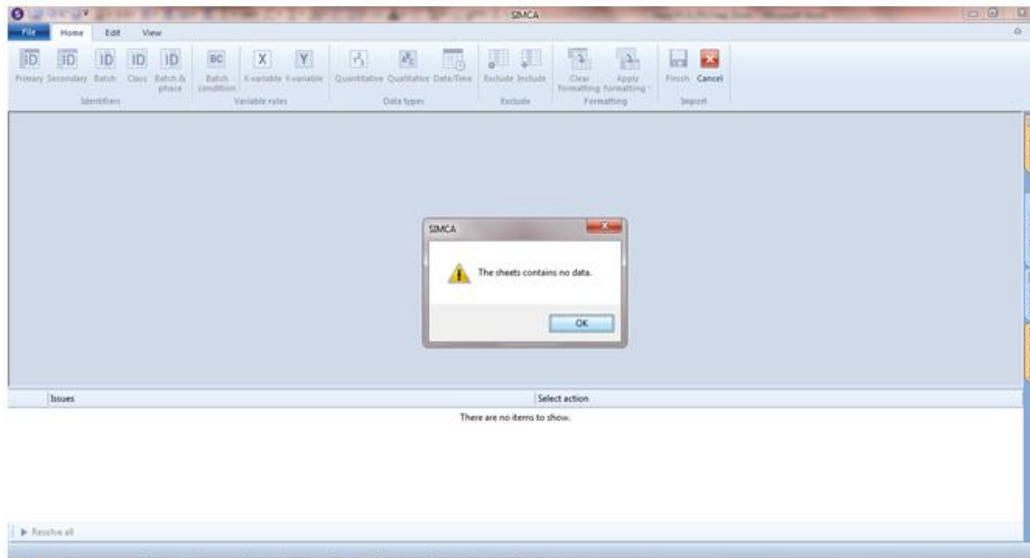 SIMCA
File Home Edit View
Primary Secondary Batch Class Batch & phase Batch condition X-variable Y-variable Quantitative Qualitative Date/Time Exclude Include Clear formatting Apply formatting Finish Cancel
Identifiers Variable roles Data types Exclude Formatting Import
SIMCA
The sheets contains no data.
OK
Issues Select action
There are no items to show.
Resolve all